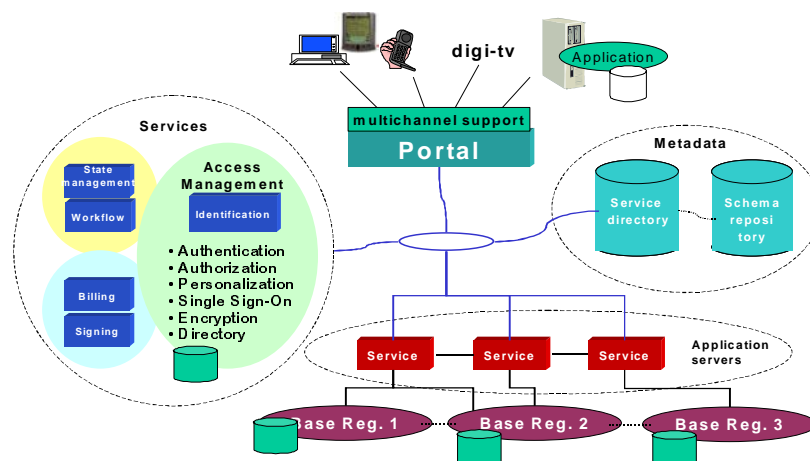 digi-tv
Application
multichannel support
Portal
Services
State
management
Workflow
Access
Management
Identification
• Authentication
• Authorization
• Personalization
• Single Sign-On
• Encryption
• Directory
Billing
Signing
Metadata
Service
directory
Schema
reposi
tory
Service
Service
Service
Application
servers
Base Reg. 1
Base Reg. 2
Base Reg. 3